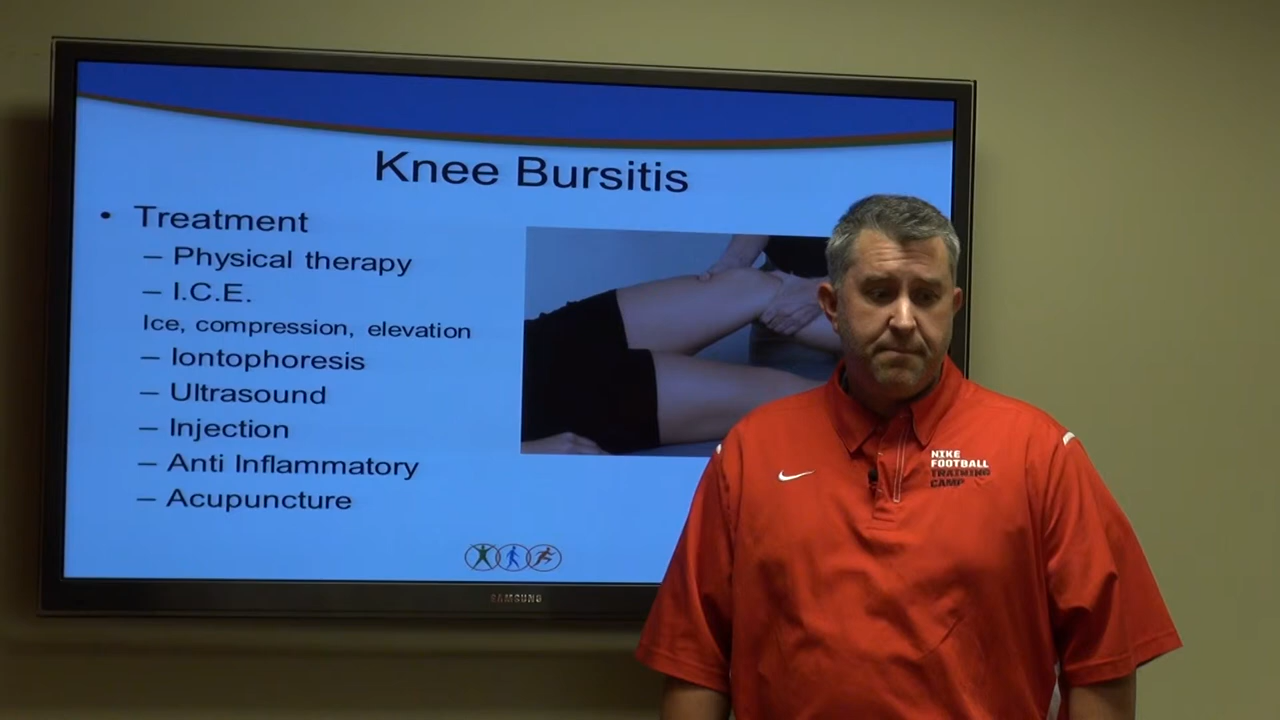 Knee Bursitis
• Treatment
– Physical therapy
– I.C.E.
Ice, compression, elevation
– Iontophoresis
– Ultrasound
– Injection
– Anti Inflammatory
– Acupuncture
SAMSUNG
NIKE
FOOTBALL
TRAINING
CAMP